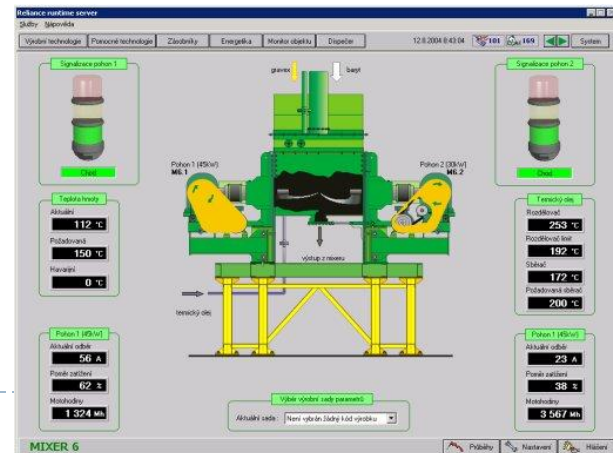 Reliance runtime server
Služby Nápověda
Výrobní technologie Pomocné technologie Zásobníky Energetika Monitor objektu Dispečer 12.8.2004 8:43:04 101 169 System
Signalizace pohon 1
Chod
Signalizace pohon 2
Chod
gravex
baryt
Pohon 1 (45kW)
M6.1
Pohon 2 (30kW)
M6.2
výstup z mixeru
termický olej
Teplota hmoty
Aktuální
112 °C
Požadovaná
150 °C
Havarijní
0 °C
Termický olej
Rozdělovač
253 °C
Rozdělovač limit
192 °C
Sběrač
172 °C
Požadovaná sběrač
200 °C
Pohon 1 (45kW)
Aktuální odběr
56 A
Poměr zatížení
62 %
Motohodiny
1 324 Mh
Pohon 1 (45kW)
Aktuální odběr
23 A
Poměr zatížení
38 %
Motohodiny
3 567 Mh
Výběr výrobní sady parametrů
Aktuální sada : Není vybrán žádný kód výrobku
MIXER 6
Průběhy Nastavení Hlášení